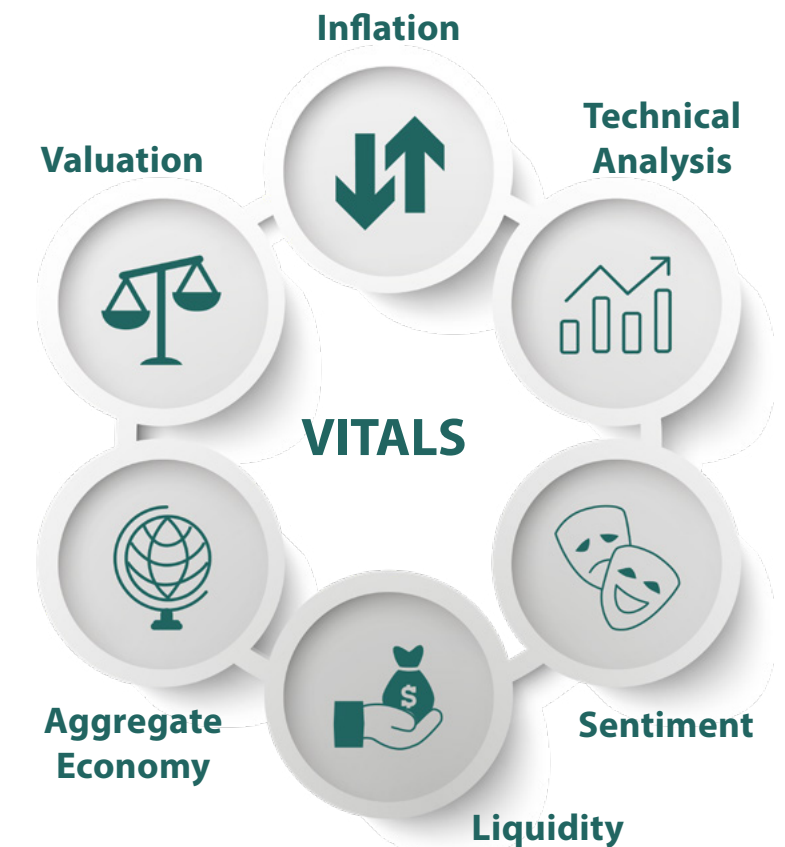 Inflation
Technical
Analysis
Valuation
VITALS
$
Aggregate
Economy
Sentiment
Liquidity